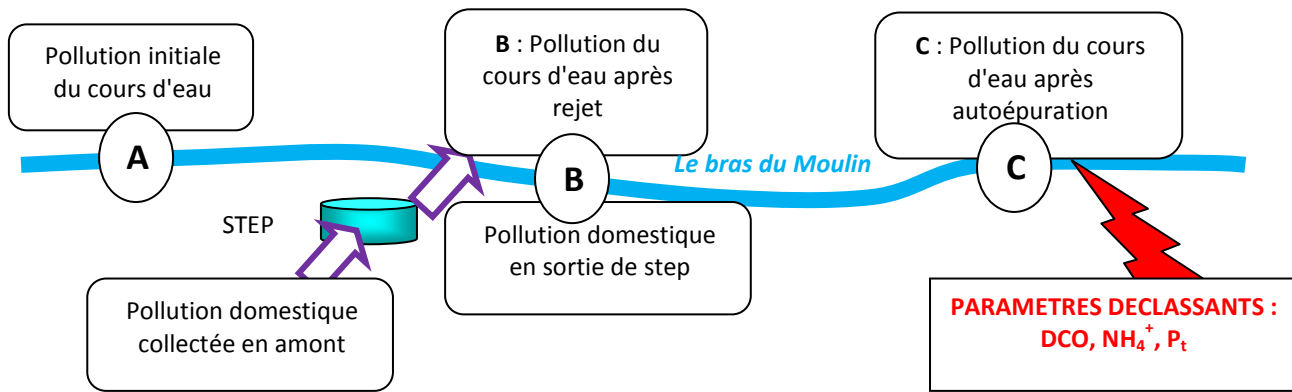 Pollution initiale
du cours d'eau
A
B : Pollution du
cours d'eau après
rejet
B
C : Pollution du cours
d'eau après
autoépuration
C
Le bras du Moulin
STEP
Pollution domestique
en sortie de step
Pollution domestique
collectée en amont
PARAMETRES DECLASSANTS :
DCO, NH₄⁺, Pₜ